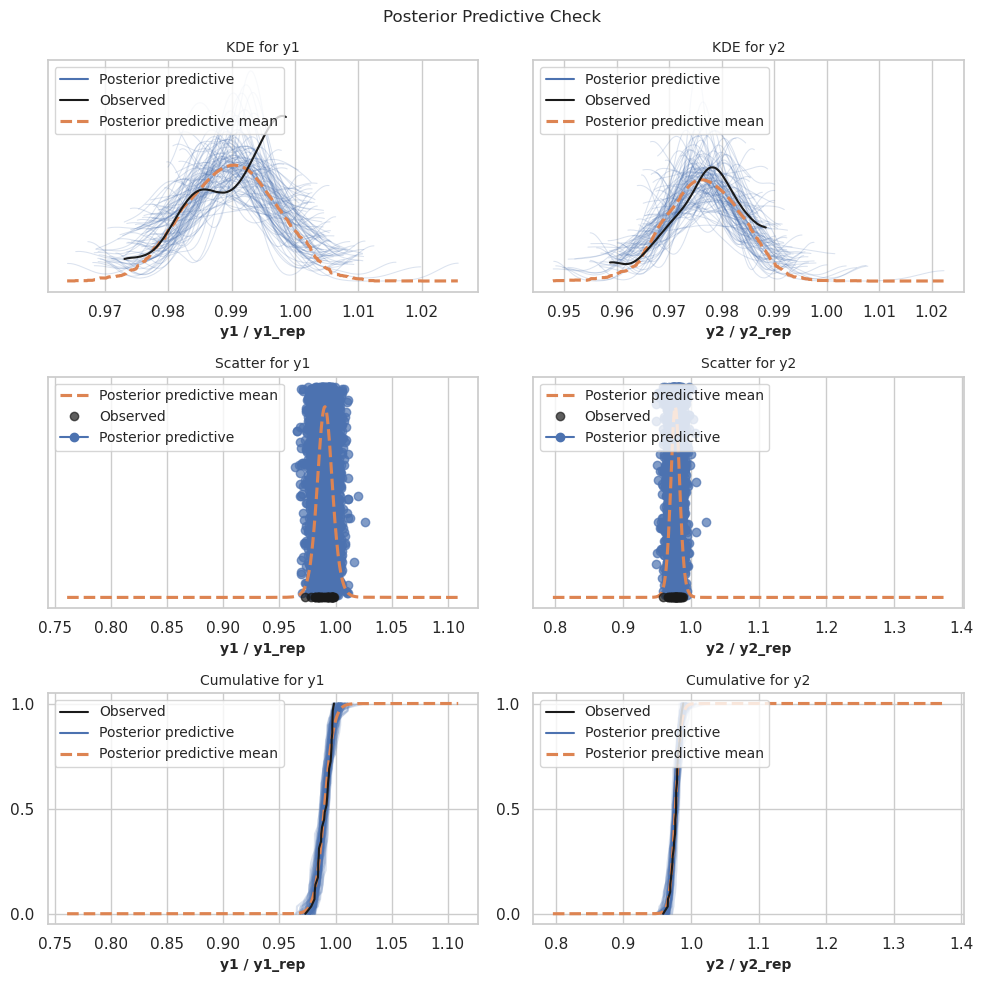 Posterior Predictive Check
KDE for y1
Posterior predictive
Observed
Posterior predictive mean
0.97 0.98 0.99 1.00 1.01 1.02
y1 / y1_rep
KDE for y2
Posterior predictive
Observed
Posterior predictive mean
0.95 0.96 0.97 0.98 0.99 1.00 1.01 1.02
y2 / y2_rep
Scatter for y1
Posterior predictive mean
Observed
Posterior predictive
0.75 0.80 0.85 0.90 0.95 1.00 1.05 1.10
y1 / y1_rep
Scatter for y2
Posterior predictive mean
Observed
Posterior predictive
0.8 0.9 1.0 1.1 1.2 1.3 1.4
y2 / y2_rep
Cumulative for y1
1.0
0.5
0.0
Observed
Posterior predictive
Posterior predictive mean
0.75 0.80 0.85 0.90 0.95 1.00 1.05 1.10
y1 / y1_rep
Cumulative for y2
1.0
0.5
0.0
Observed
Posterior predictive
Posterior predictive mean
0.8 0.9 1.0 1.1 1.2 1.3 1.4
y2 / y2_rep